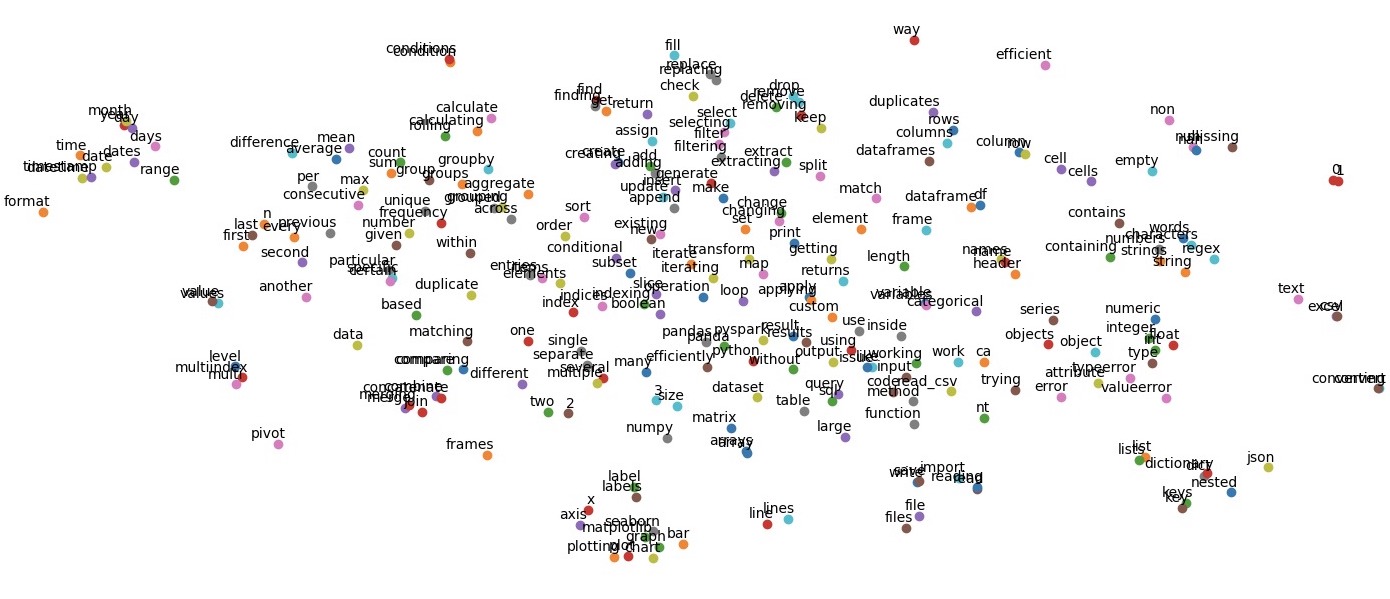 way
conditions
condition
fill
efficient
replace
replacing
check
drop
remove
delete
removing
find
finding
get
return
duplicates
calculate
calculating
rolling
month
year
day
days
non
select
selecting
keep
rows
assign
filter
filtering
columns
column
row
null
nan
missing
difference
mean
average
time
dates
date
timestamp
datetime
range
count
sum
group
groups
groupby
creating
create
add
adding
extract
extracting
dataframes
split
cell
cells
empty
0
1
per
consecutive
max
grouping
grouped
aggregate
generate
insert
update
append
make
match
dataframe
df
format
unique
frequency
across
sort
change
changing
set
element
frame
contains
n
last
every
first
previous
number
given
order
existing
new
print
words
characters
numbers
strings
string
regex
containing
second
within
conditional
subset
iterate
iterating
transform
map
getting
length
names
name
header
particular
specific
certain
entries
items
elements
returns
another
duplicate
value
values
indices
index
indexing
slice
boolean
operation
loop
applying
apply
variable
variables
categorical
text
excel
csv
based
custom
series
numeric
integer
int
float
data
matching
one
single
pandas
panda
pyspark
result
results
use
inside
objects
object
type
level
multiindex
multi
comparing
compare
different
separate
several
multiple
many
efficiently
python
without
output
using
issue
like
working
input
work
ca
trying
typeerror
attribute
error
valueerror
converting
concatenate
combine
merging
merge
join
two
2
3
size
dataset
query
sql
table
code
read_csv
method
function
nt
pivot
frames
numpy
matrix
arrays
array
large
list
lists
dictionary
dict
json
nested
keys
key
label
labels
write
save
import
reading
read
x
axis
seaborn
matplotlib
graph
bar
plotting
plot
chart
line
lines
file
files